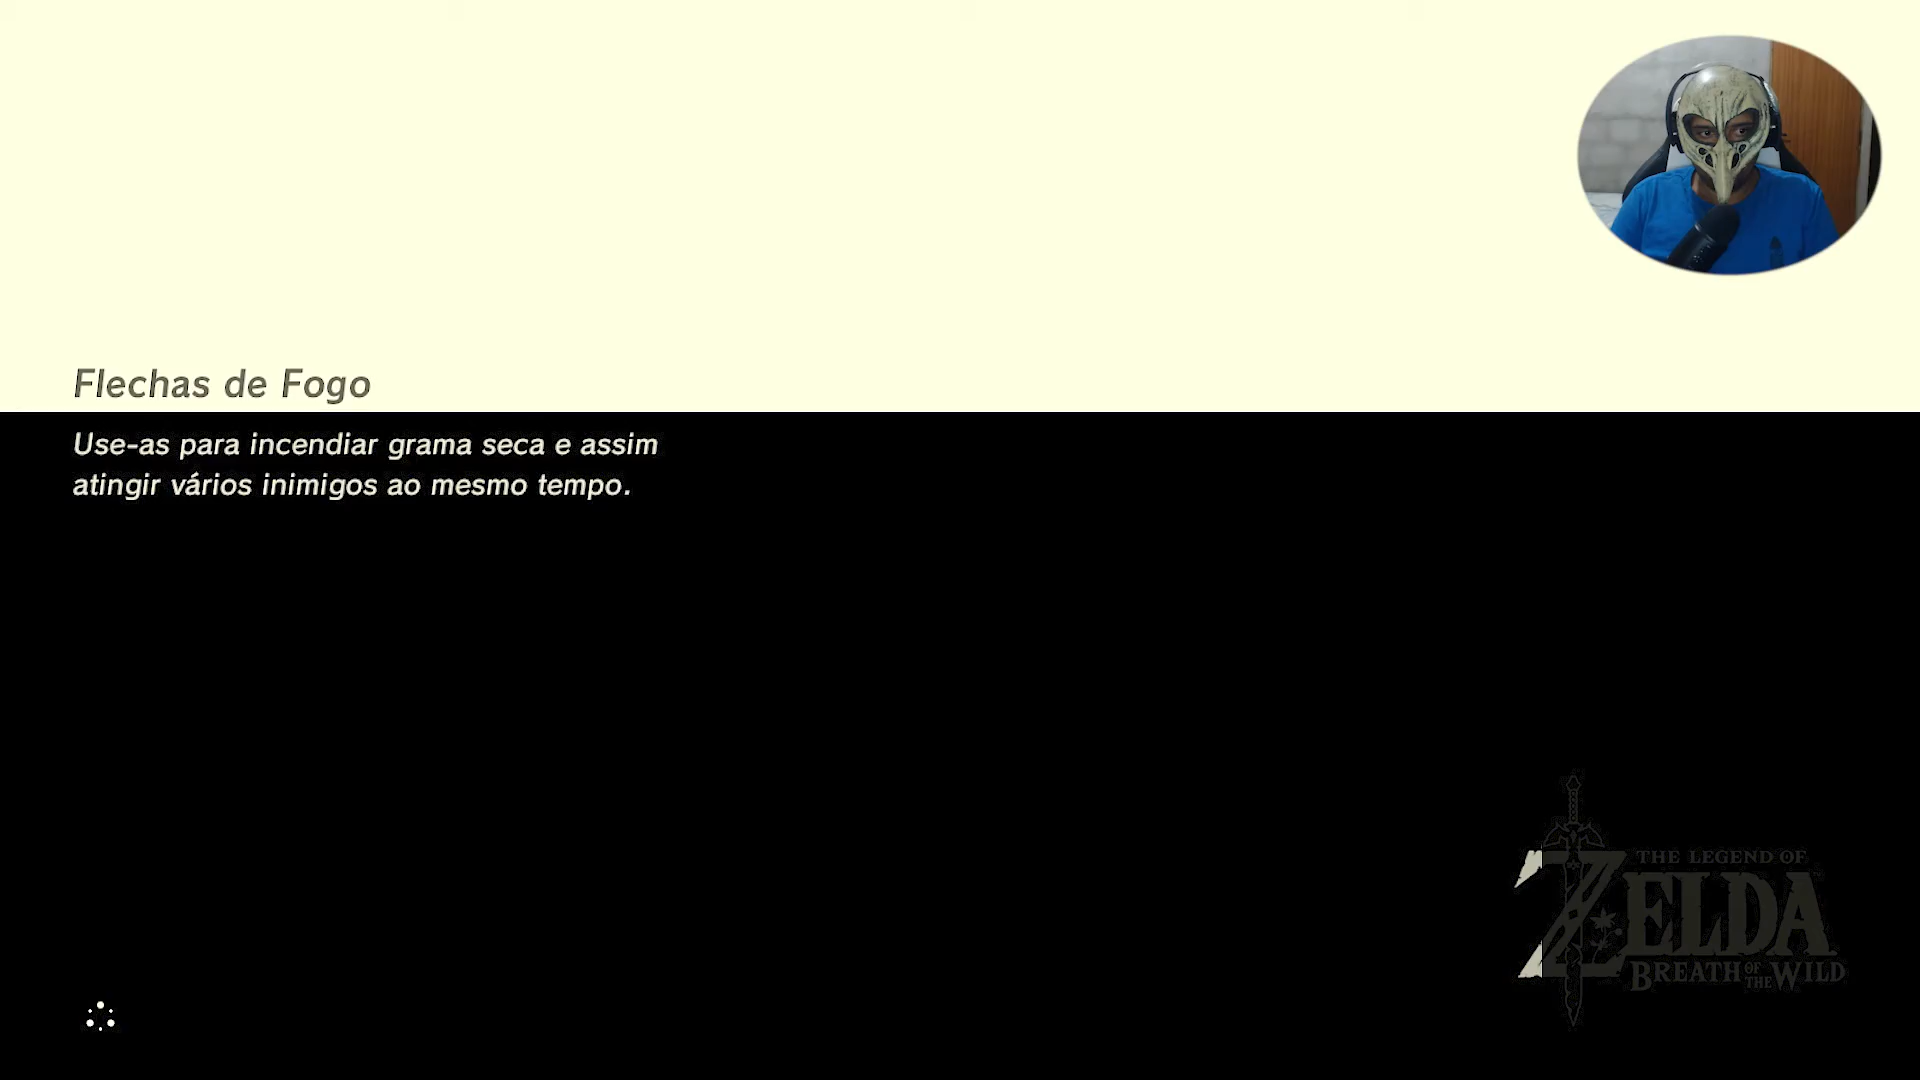 Flechas de Fogo
Use-as para incendiar grama seca e assim
atingir vários inimigos ao mesmo tempo.
THE LEGEND OF
ZELDA
BREATH OF THE WILD